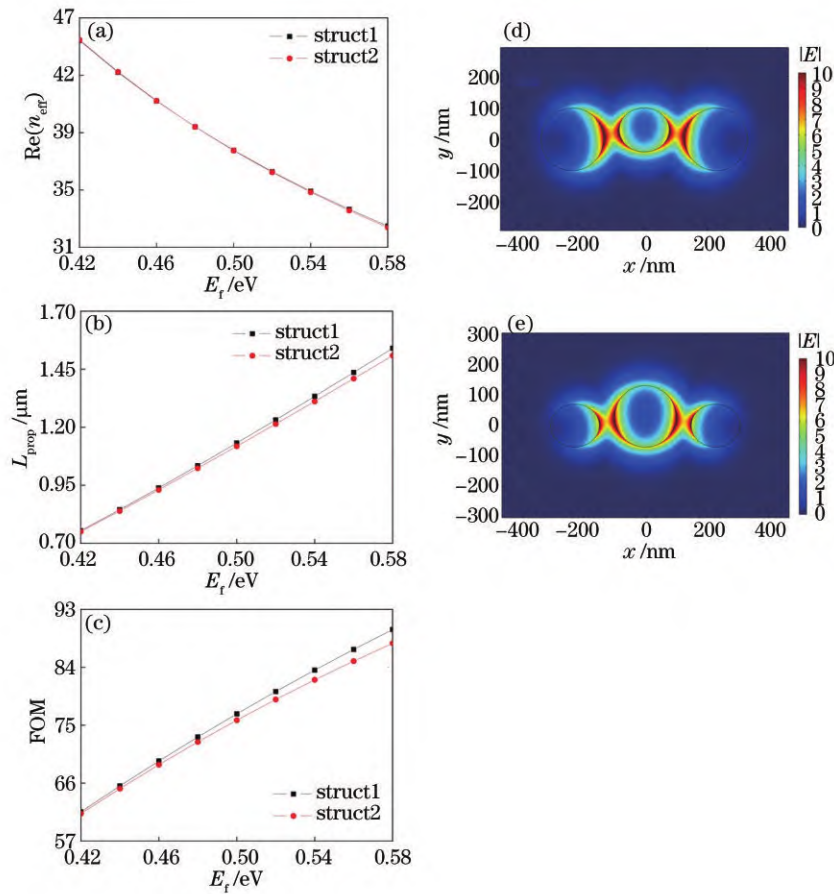 (a)
struct1
struct2
47
42
39
35
31
Re(n_eff)
0.42 0.46 0.50 0.54 0.58
E_f /eV
(d)
|E|
300
200
100
0
−100
−200
y /nm
−400 −200 0 200 400
x /nm
10
9
8
7
6
5
4
3
2
1
0
(b)
struct1
struct2
1.70
1.45
1.20
0.95
0.70
L_prop /μm
0.42 0.46 0.50 0.54 0.58
E_f /eV
(e)
|E|
300
200
100
0
−100
−200
−300
y /nm
−400 −200 0 200 400
x /nm
10
9
8
7
6
5
4
3
2
1
0
(c)
93
84
75
66
57
FOM
struct1
struct2
0.42 0.46 0.50 0.54 0.58
E_f /eV